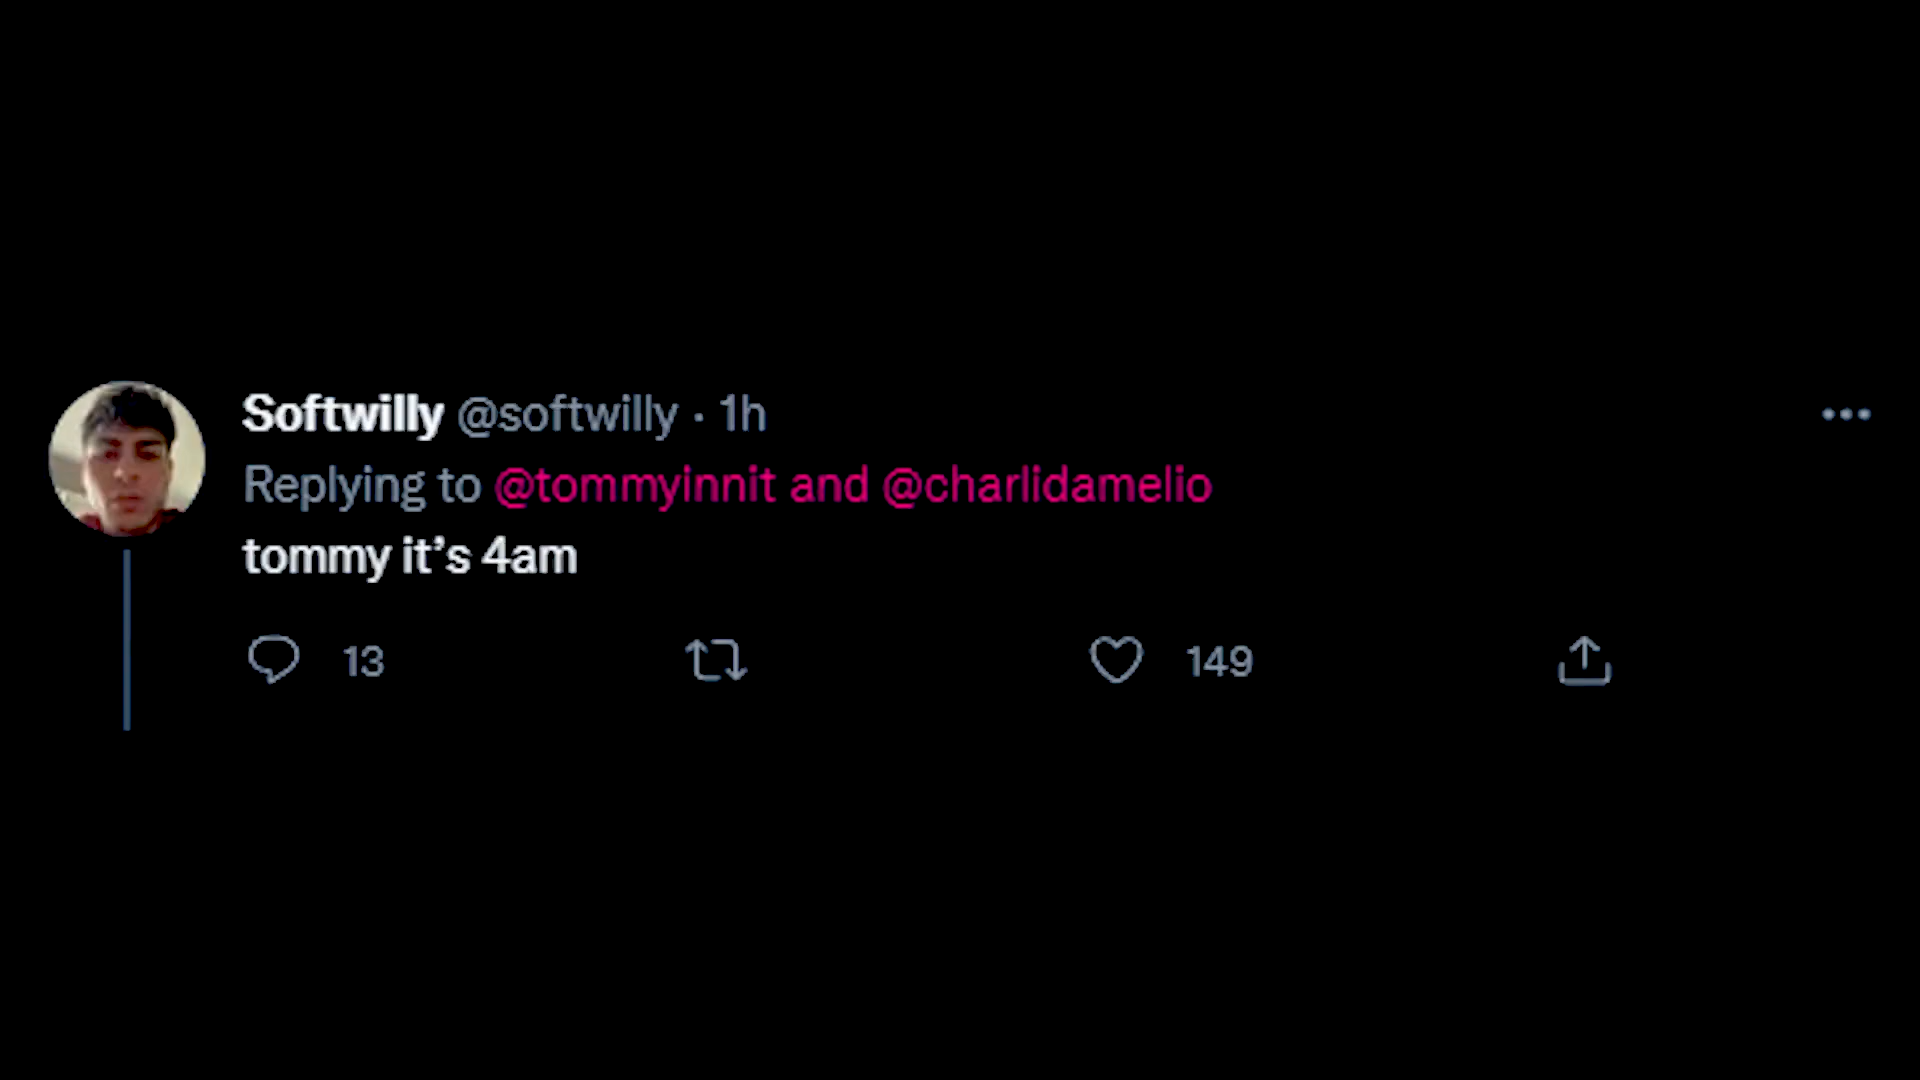 Softwilly @softwilly · 1h
Replying to @tommyinnit and @charlidamelio
tommy it’s 4am
13 149